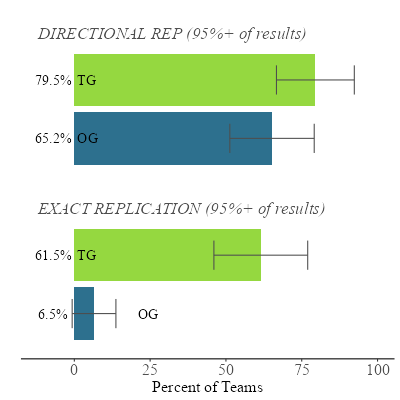 DIRECTIONAL REP (95%+ of results)
79.5% TG
65.2% OG
EXACT REPLICATION (95%+ of results)
61.5% TG
6.5% OG
0 25 50 75 100
Percent of Teams